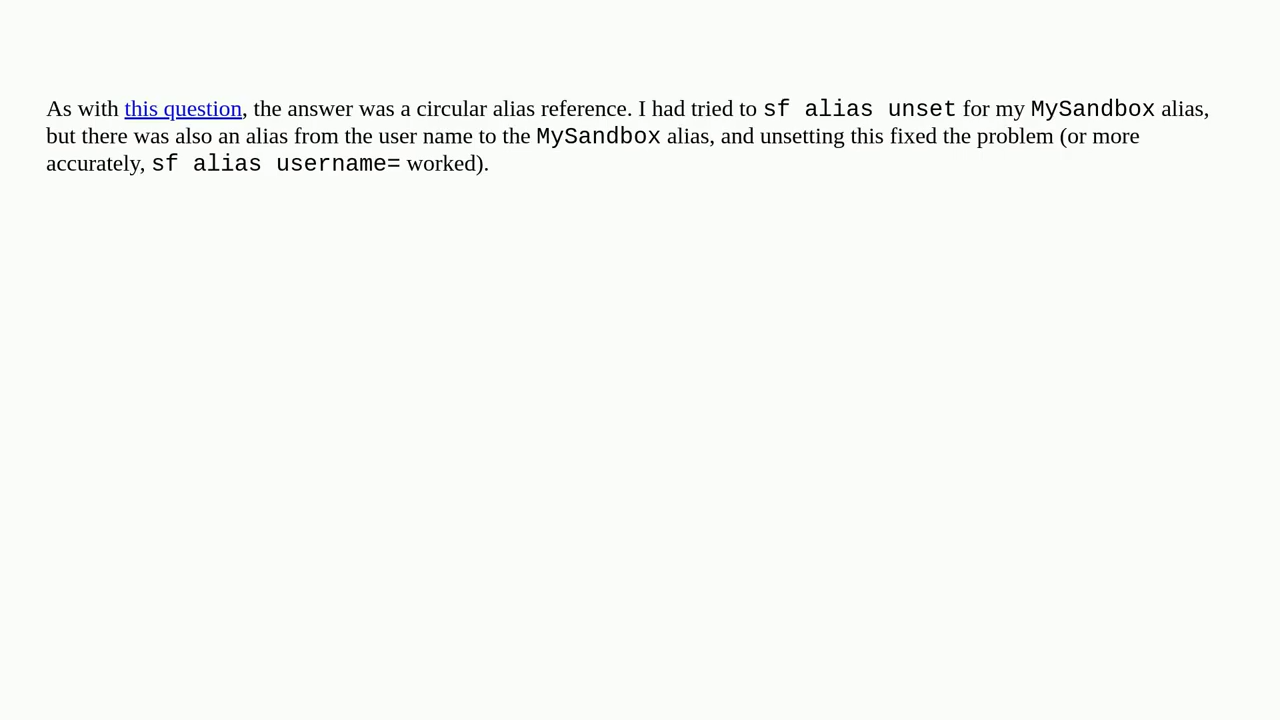 As with this question, the answer was a circular alias reference. I had tried to sf alias unset for my MySandbox alias,
but there was also an alias from the user name to the MySandbox alias, and unsetting this fixed the problem (or more
accurately, sf alias username= worked).